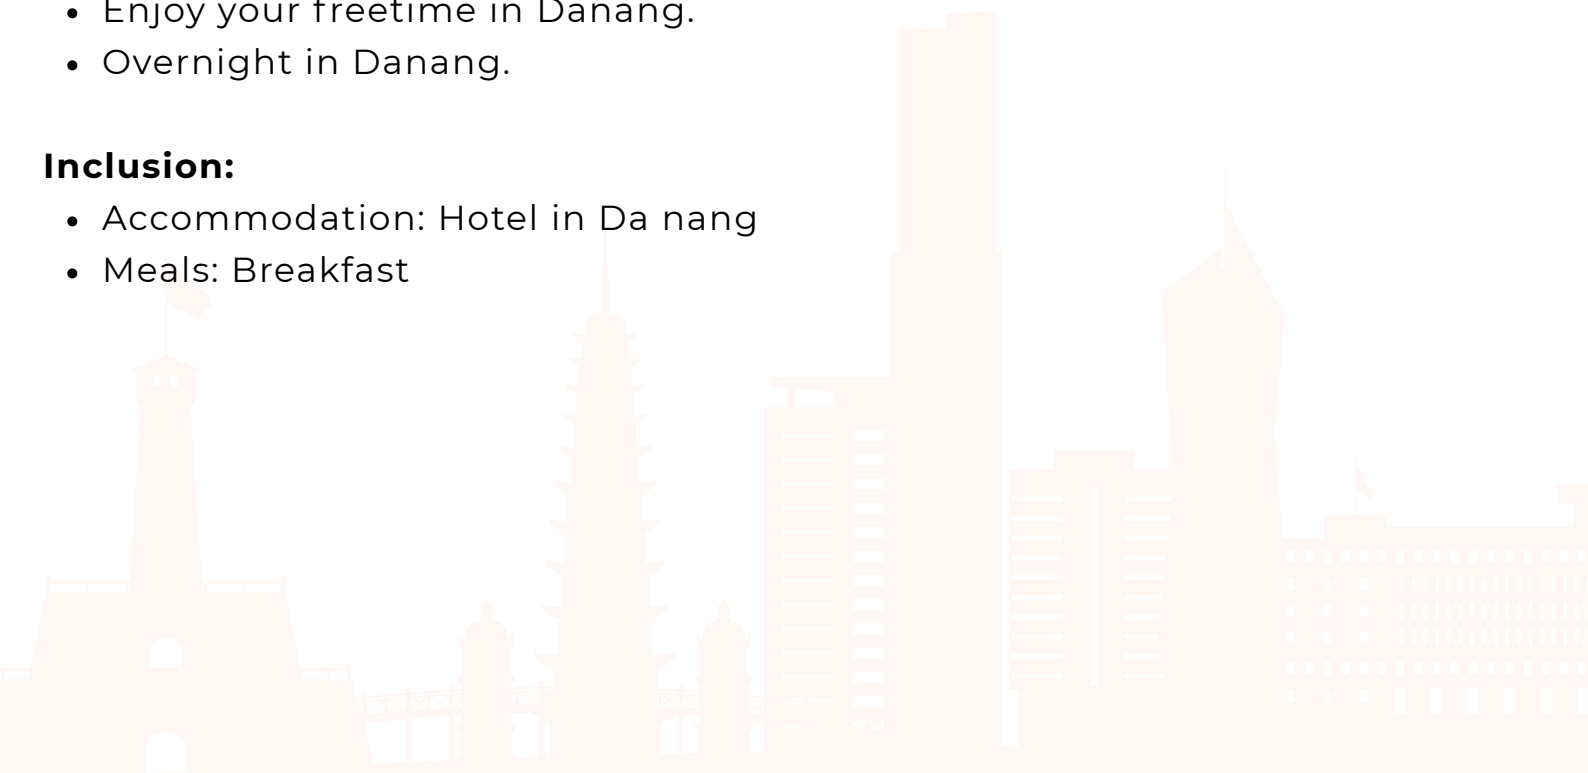 Enjoy your freetime in Danang.
Overnight in Danang.
Inclusion:
Accommodation: Hotel in Da nang
Meals: Breakfast